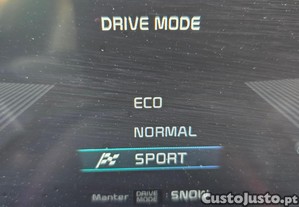 DRIVE MODE
ECO
NORMAL
SPORT
Manter DRIVE MODE : SNOW
CustoJusto.pt